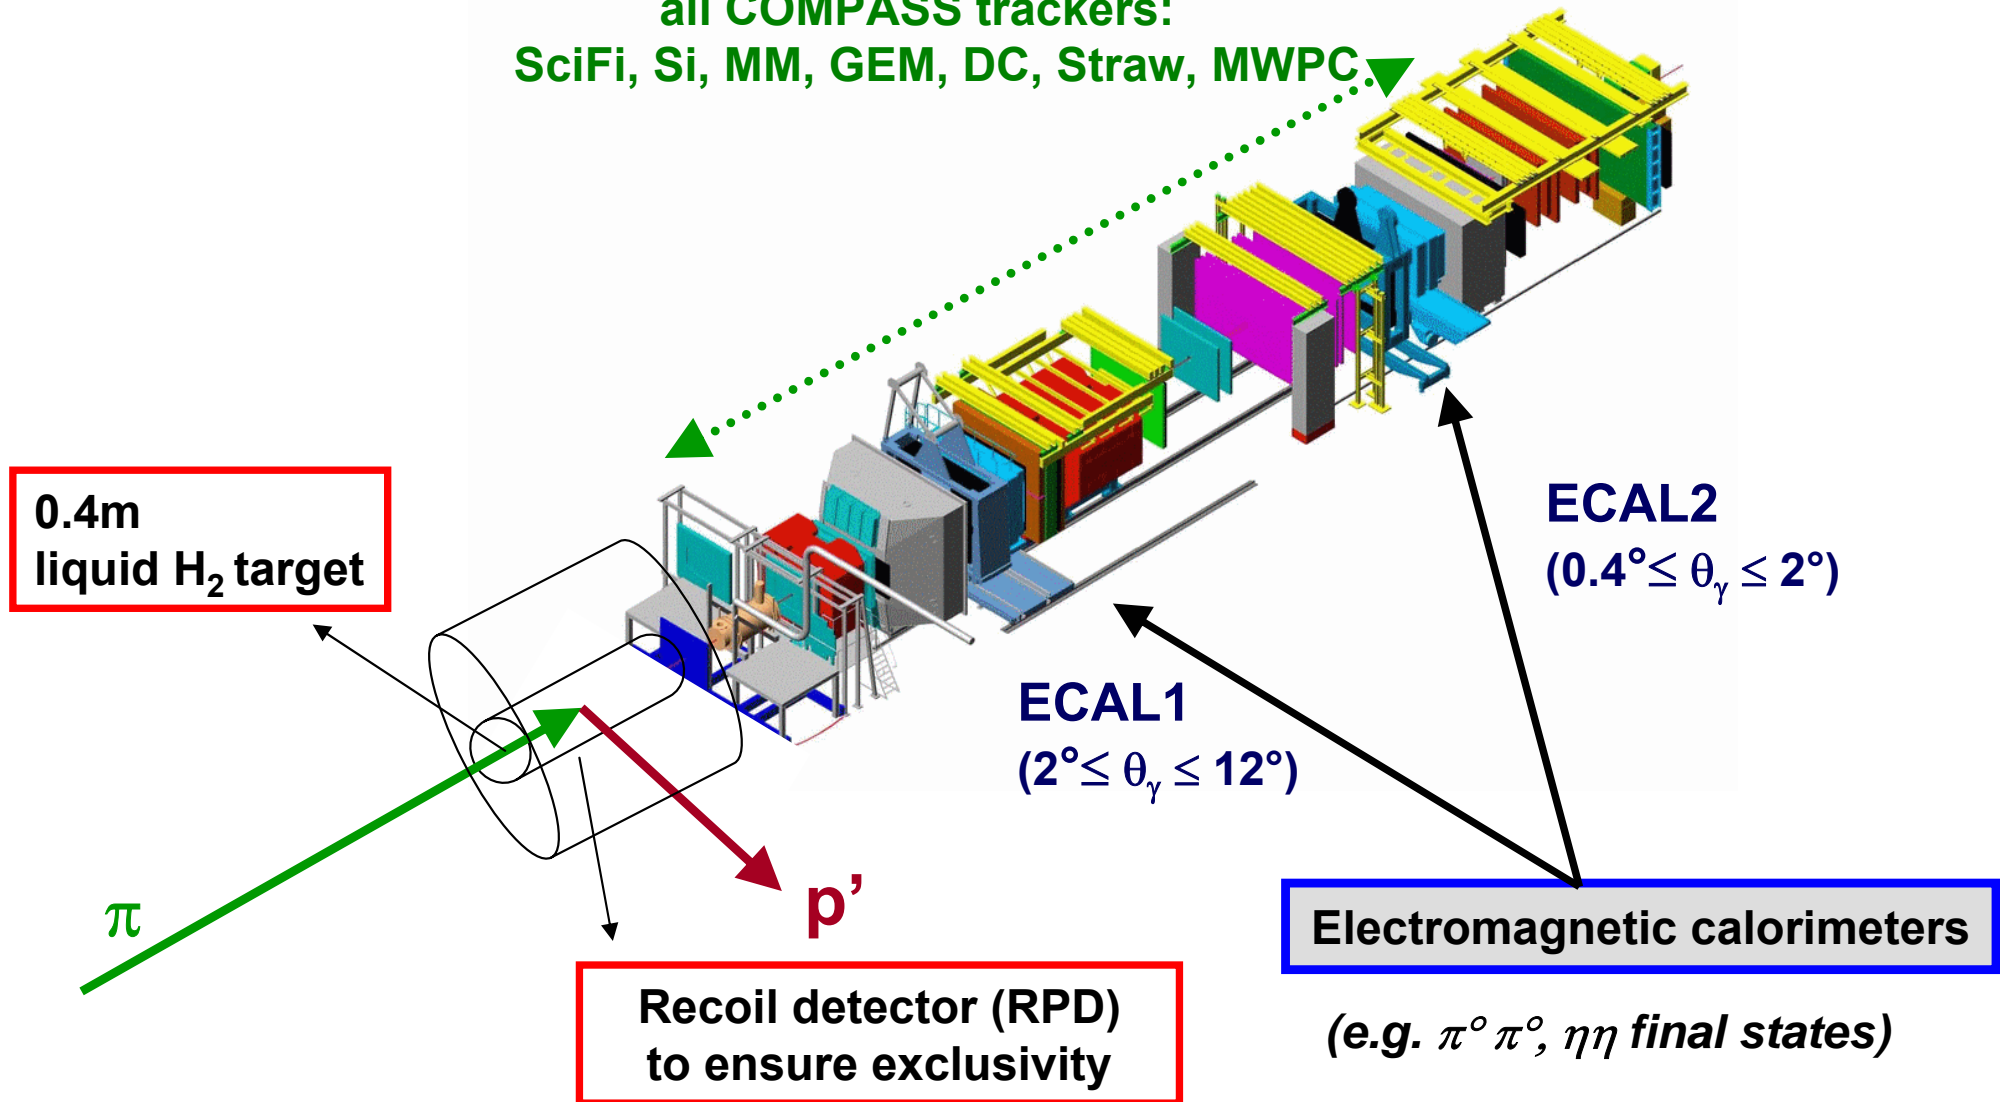 all COMPASS trackers:
SciFi, Si, MM, GEM, DC, Straw, MWPC
0.4m
liquid H₂ target
ECAL2
(0.4°≤ θᵧ ≤ 2°)
ECAL1
(2°≤ θᵧ ≤ 12°)
π
p’
Electromagnetic calorimeters
(e.g. π° π°, ηη final states)
Recoil detector (RPD)
to ensure exclusivity